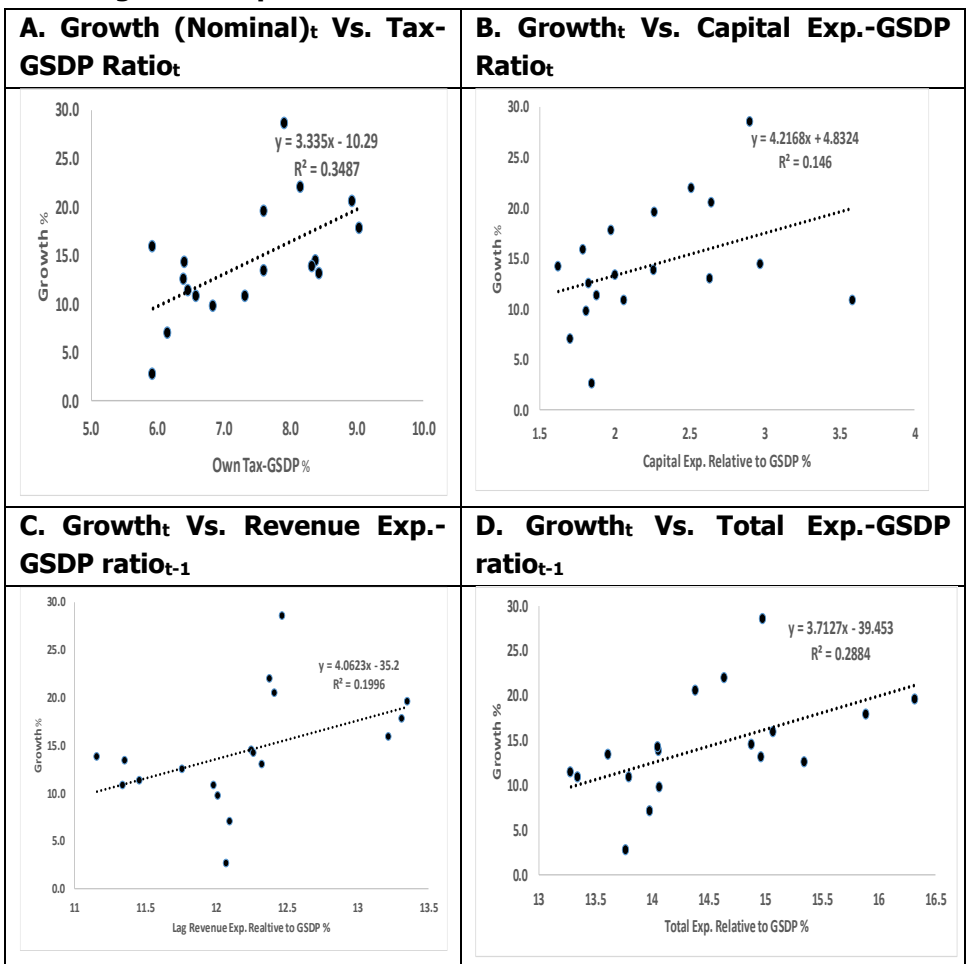 A. Growth (Nominal)t Vs. Tax-
GSDP Ratiot
B. Growtht Vs. Capital Exp.-GSDP
Ratiot
30.0
25.0
20.0
15.0
10.0
5.0
0.0
Growth %
y = 3.335x - 10.29
R² = 0.3487
5.0 6.0 7.0 8.0 9.0 10.0
Own Tax-GSDP %
30.0
25.0
20.0
15.0
10.0
5.0
0.0
Gowth %
y = 4.2168x + 4.8324
R² = 0.146
1.5 2 2.5 3 3.5 4
Capital Exp. Relative to GSDP %
C. Growtht Vs. Revenue Exp.-
GSDP ratiot-1
D. Growtht Vs. Total Exp.-GSDP
ratiot-1
30.0
25.0
20.0
15.0
10.0
5.0
0.0
Growth %
y = 4.0623x - 35.2
R² = 0.1996
11 11.5 12 12.5 13 13.5
Lag Revenue Exp. Realtive to GSDP %
30.0
25.0
20.0
15.0
10.0
5.0
0.0
Growth %
y = 3.7127x - 39.453
R² = 0.2884
13 13.5 14 14.5 15 15.5 16 16.5
Total Exp. Relative to GSDP %